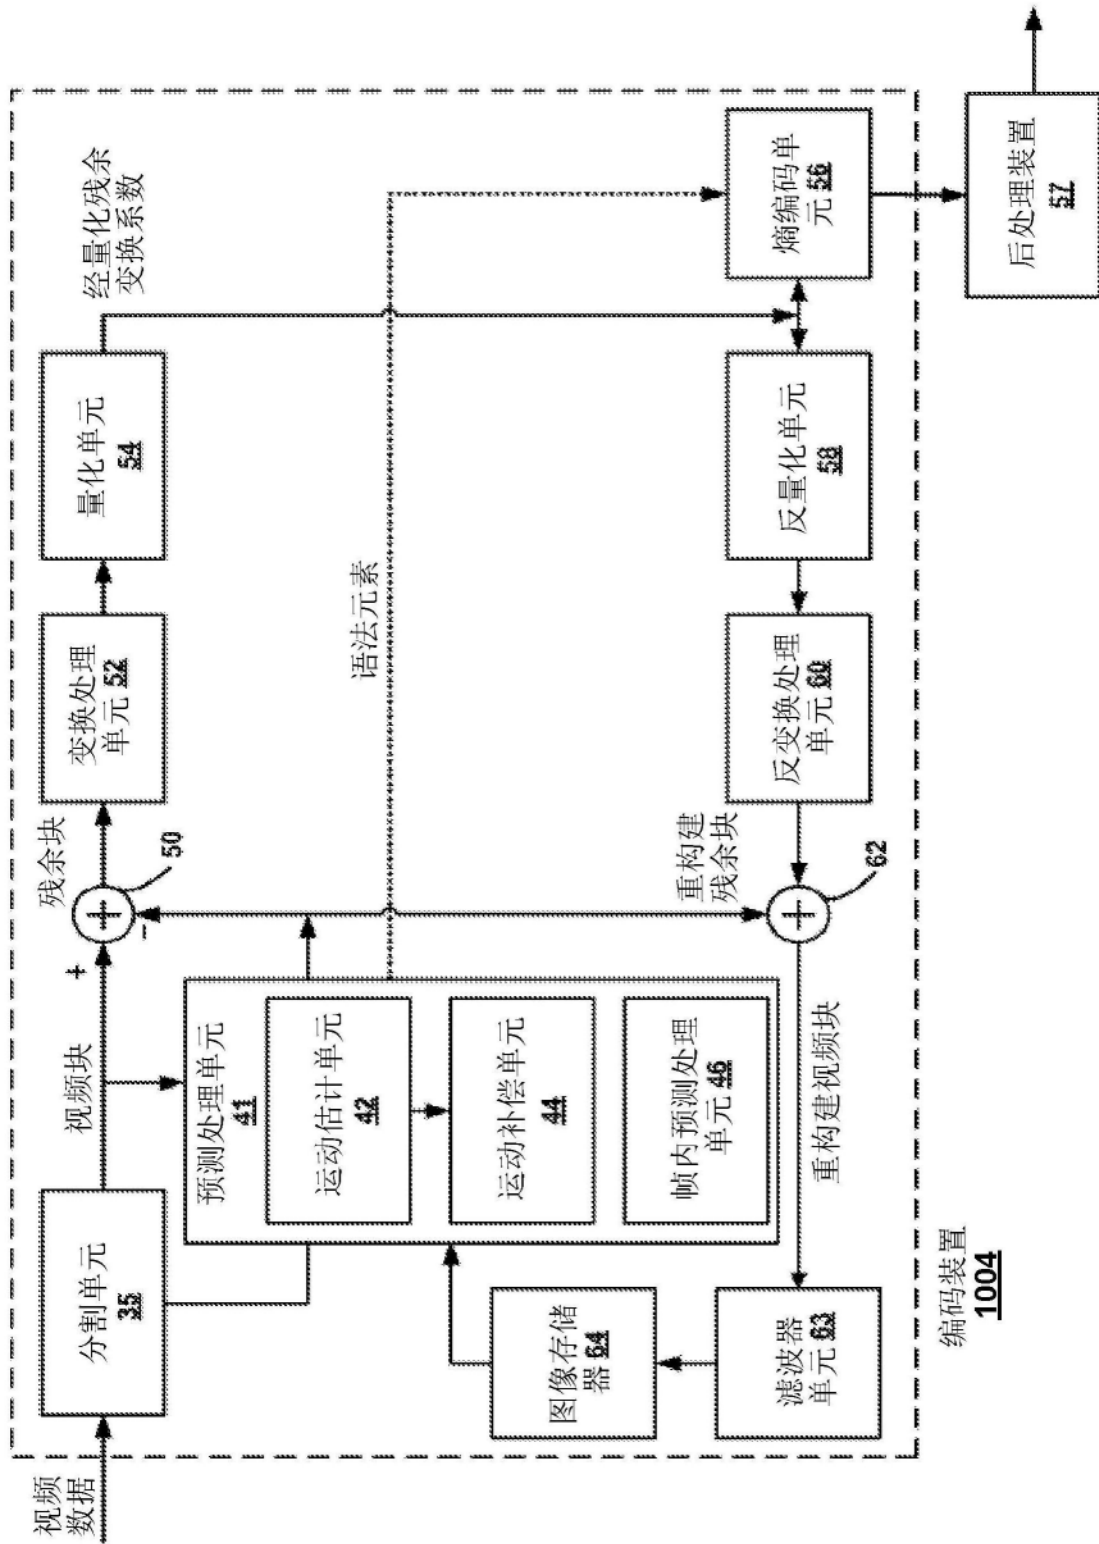 视频
数据
分割单元
35
视频块
+
-
残余块
50
变换处理
单元 52
量化单元
54
经量化残余
变换系数
预测处理单元
41
运动估计单元
42
运动补偿单元
44
帧内预测处理
单元 46
语法元素
图像存储
器 64
滤波器
单元 63
重构建视频块
62
重构建
残余块
反变换处理
单元 60
反量化单元
58
熵编码单
元 56
后处理装置
57
编码装置
1004